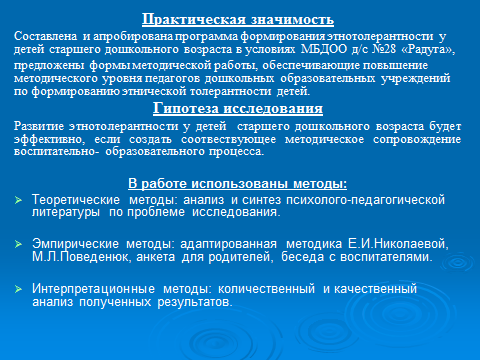 Практическая значимость
Составлена и апробирована программа формирования этнотолерантности у
детей старшего дошкольного возраста в условиях МБДОО д/с №28 «Радуга»,
предложены формы методической работы, обеспечивающие повышение
методического уровня педагогов дошкольных образовательных учреждений
по формированию этнической толерантности детей.
Гипотеза исследования
Развитие этнотолерантности у детей старшего дошкольного возраста будет
эффективно, если создать соотвествующее методическое сопровождение
воспитательно- образовательного процесса.
В работе использованы методы:
Теоретические методы: анализ и синтез психолого-педагогической
литературы по проблеме исследования.
Эмпирические методы: адаптированная методика Е.И.Николаевой,
М.Л.Поведенюк, анкета для родителей, беседа с воспитателями.
Интерпретационные методы: количественный и качественный
анализ полученных результатов.